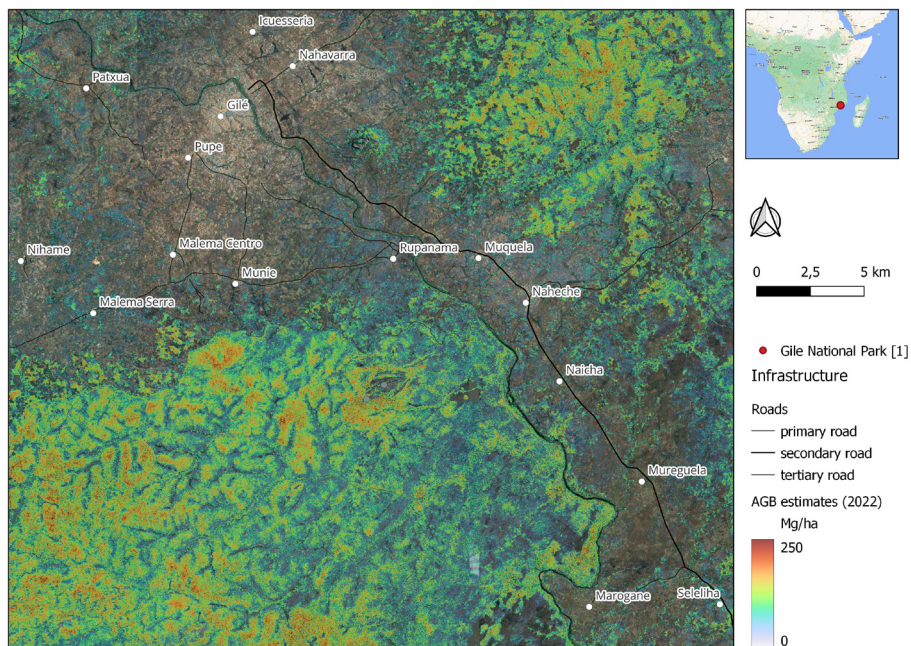 Icuesseria
Nahavarra
Patxua
Gilé
Pupe
Nihame
Malema Centro
Rupanama
Muquela
Munie
Malema Serra
Naheche
Naicha
Mureguela
Marogane
Seleliha
0 2,5 5 km
Gile National Park [1]
Infrastructure
Roads
primary road
secondary road
tertiary road
AGB estimates (2022)
Mg/ha
250
0